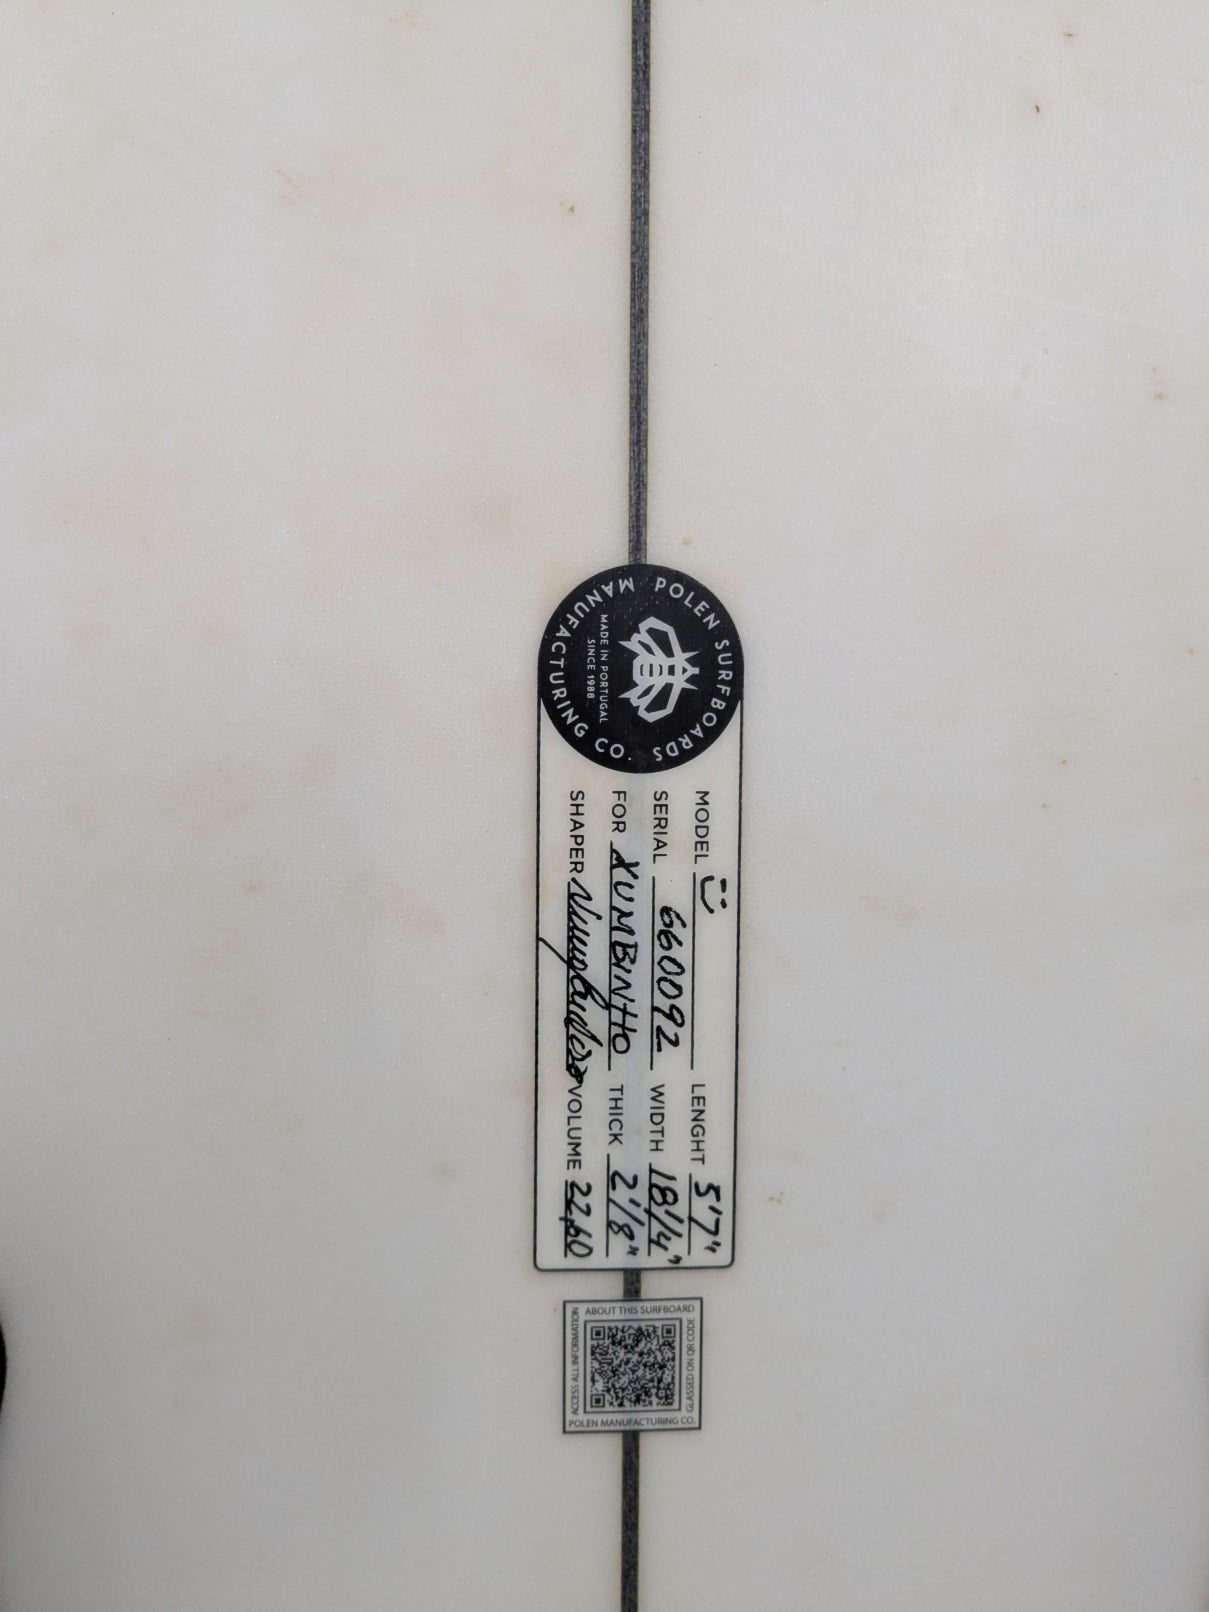 POLEN SURFBOARDS
MANUFACTURING CO.
MADE IN PORTUGAL
SINCE 1988
MODEL Ü LENGHT 5'7"
SERIAL 660092 WIDTH 18 1/4"
FOR XUMBINHO THICK 2 1/8"
SHAPER VOLUME 22,60
ABOUT THIS SURFBOARD
GLASSED ON QR CODE
POLEN MANUFACTURING CO.
ACCESS ALL INFORMATION